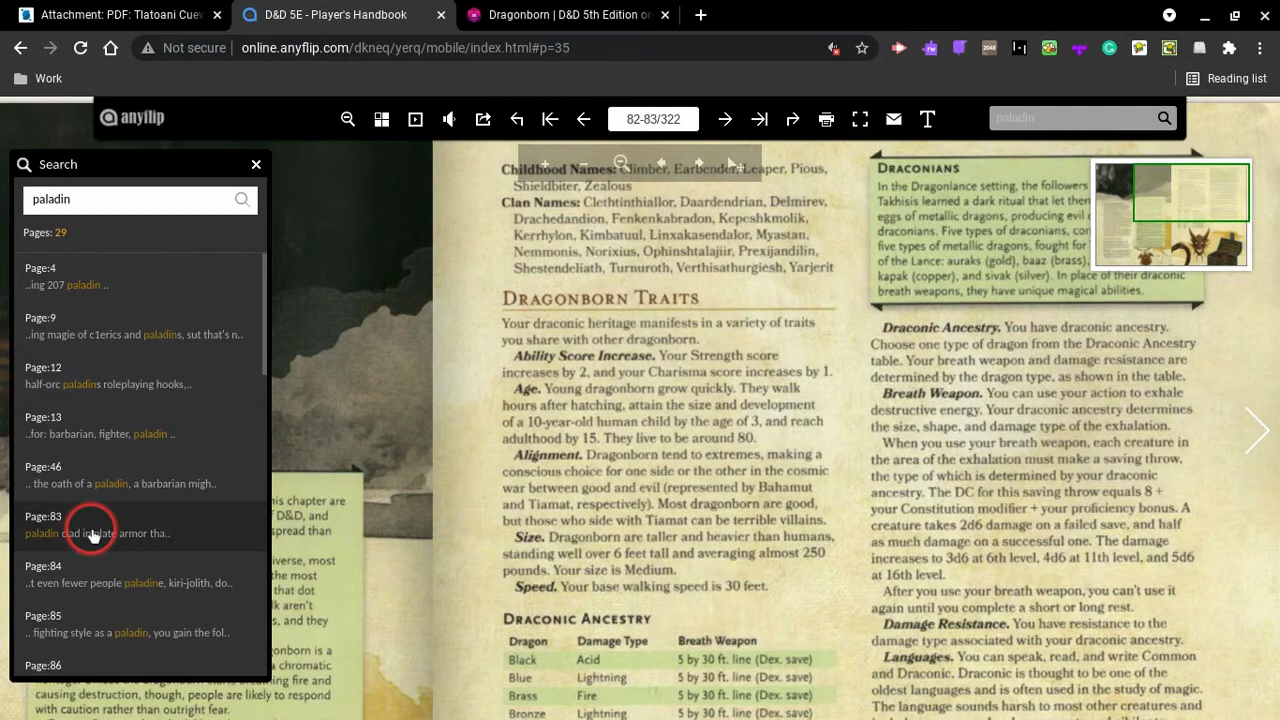 Attachment: PDF: Tlatoani Cuev
D&D 5E - Player's Handbook
Dragonborn | D&D 5th Edition on
Not secure
online.anyflip.com/dkneq/yerq/mobile/index.html#p=35
Work
Reading list
anyflip
82-83/322
paladin
Search
paladin
Pages: 29
Page:4
..ing 207 paladin ..
Page:9
..ing magie of c1erics and paladins, but that's n..
Page:12
half-orc paladins roleplaying hooks,..
Page:13
..for: barbarian, fighter, paladin ..
Page:46
.. the oath of a paladin, a barbarian migh..
Page:83
paladin clad in plate armor tha..
Page:84
..t even fewer people paladine, kiri-jolith, do..
Page:85
.. fighting style as a paladin, you gain the fol..
Page:86
his chapter are
of D&D, and
spread than
iverse, most
the most
that dot
aren't
s, and they
onborn is a
a chromatic
fire and
causing destruction, though, people are likely to respond
with caution rather than outright fear.
Childhood Names: Climber, Earbender, Leaper, Pious,
Shieldbiter, Zealous
Clan Names: Clethtinthiallor, Daardendrian, Delmirev,
Drachedandion, Fenkenkabradon, Kepeshkmolik,
Kerrhylon, Kimbatuul, Linxakasendalor, Myastan,
Nemmonis, Norixius, Ophinshtalajiir, Prexijandilin,
Shestendeliath, Turnuroth, Verthisathurgiesh, Yarjerit
DRAGONBORN TRAITS
Your draconic heritage manifests in a variety of traits
you share with other dragonborn.
Ability Score Increase. Your Strength score
increases by 2, and your Charisma score increases by 1.
Age. Young dragonborn grow quickly. They walk
hours after hatching, attain the size and development
of a 10-year-old human child by the age of 3, and reach
adulthood by 15. They live to be around 80.
Alignment. Dragonborn tend to extremes, making a
conscious choice for one side or the other in the cosmic
war between good and evil (represented by Bahamut
and Tiamat, respectively). Most dragonborn are good,
but those who side with Tiamat can be terrible villains.
Size. Dragonborn are taller and heavier than humans,
standing well over 6 feet tall and averaging almost 250
pounds. Your size is Medium.
Speed. Your base walking speed is 30 feet.
DRACONIC ANCESTRY
Dragon Damage Type Breath Weapon
Black Acid 5 by 30 ft. line (Dex. save)
Blue Lightning 5 by 30 ft. line (Dex. save)
Brass Fire 5 by 30 ft. line (Dex. save)
Bronze Lightning 5 by 30 ft. line (Dex. save)
DRACONIANS
In the Dragonlance setting, the followers
Takhisis learned a dark ritual that let them
eggs of metallic dragons, producing evil
draconians. Five types of draconians, cor
five types of metallic dragons, fought for
of the Lance: auraks (gold), baaz (brass),
kapak (copper), and sivak (silver). In place of their draconic
breath weapons, they have unique magical abilities.
Draconic Ancestry. You have draconic ancestry.
Choose one type of dragon from the Draconic Ancestry
table. Your breath weapon and damage resistance are
determined by the dragon type, as shown in the table.
Breath Weapon. You can use your action to exhale
destructive energy. Your draconic ancestry determines
the size, shape, and damage type of the exhalation.
When you use your breath weapon, each creature in
the area of the exhalation must make a saving throw,
the type of which is determined by your draconic
ancestry. The DC for this saving throw equals 8 +
your Constitution modifier + your proficiency bonus. A
creature takes 2d6 damage on a failed save, and half
as much damage on a successful one. The damage
increases to 3d6 at 6th level, 4d6 at 11th level, and 5d6
at 16th level.
After you use your breath weapon, you can't use it
again until you complete a short or long rest.
Damage Resistance. You have resistance to the
damage type associated with your draconic ancestry.
Languages. You can speak, read, and write Common
and Draconic. Draconic is thought to be one of the
oldest languages and is often used in the study of magic.
The language sounds harsh to most other creatures and